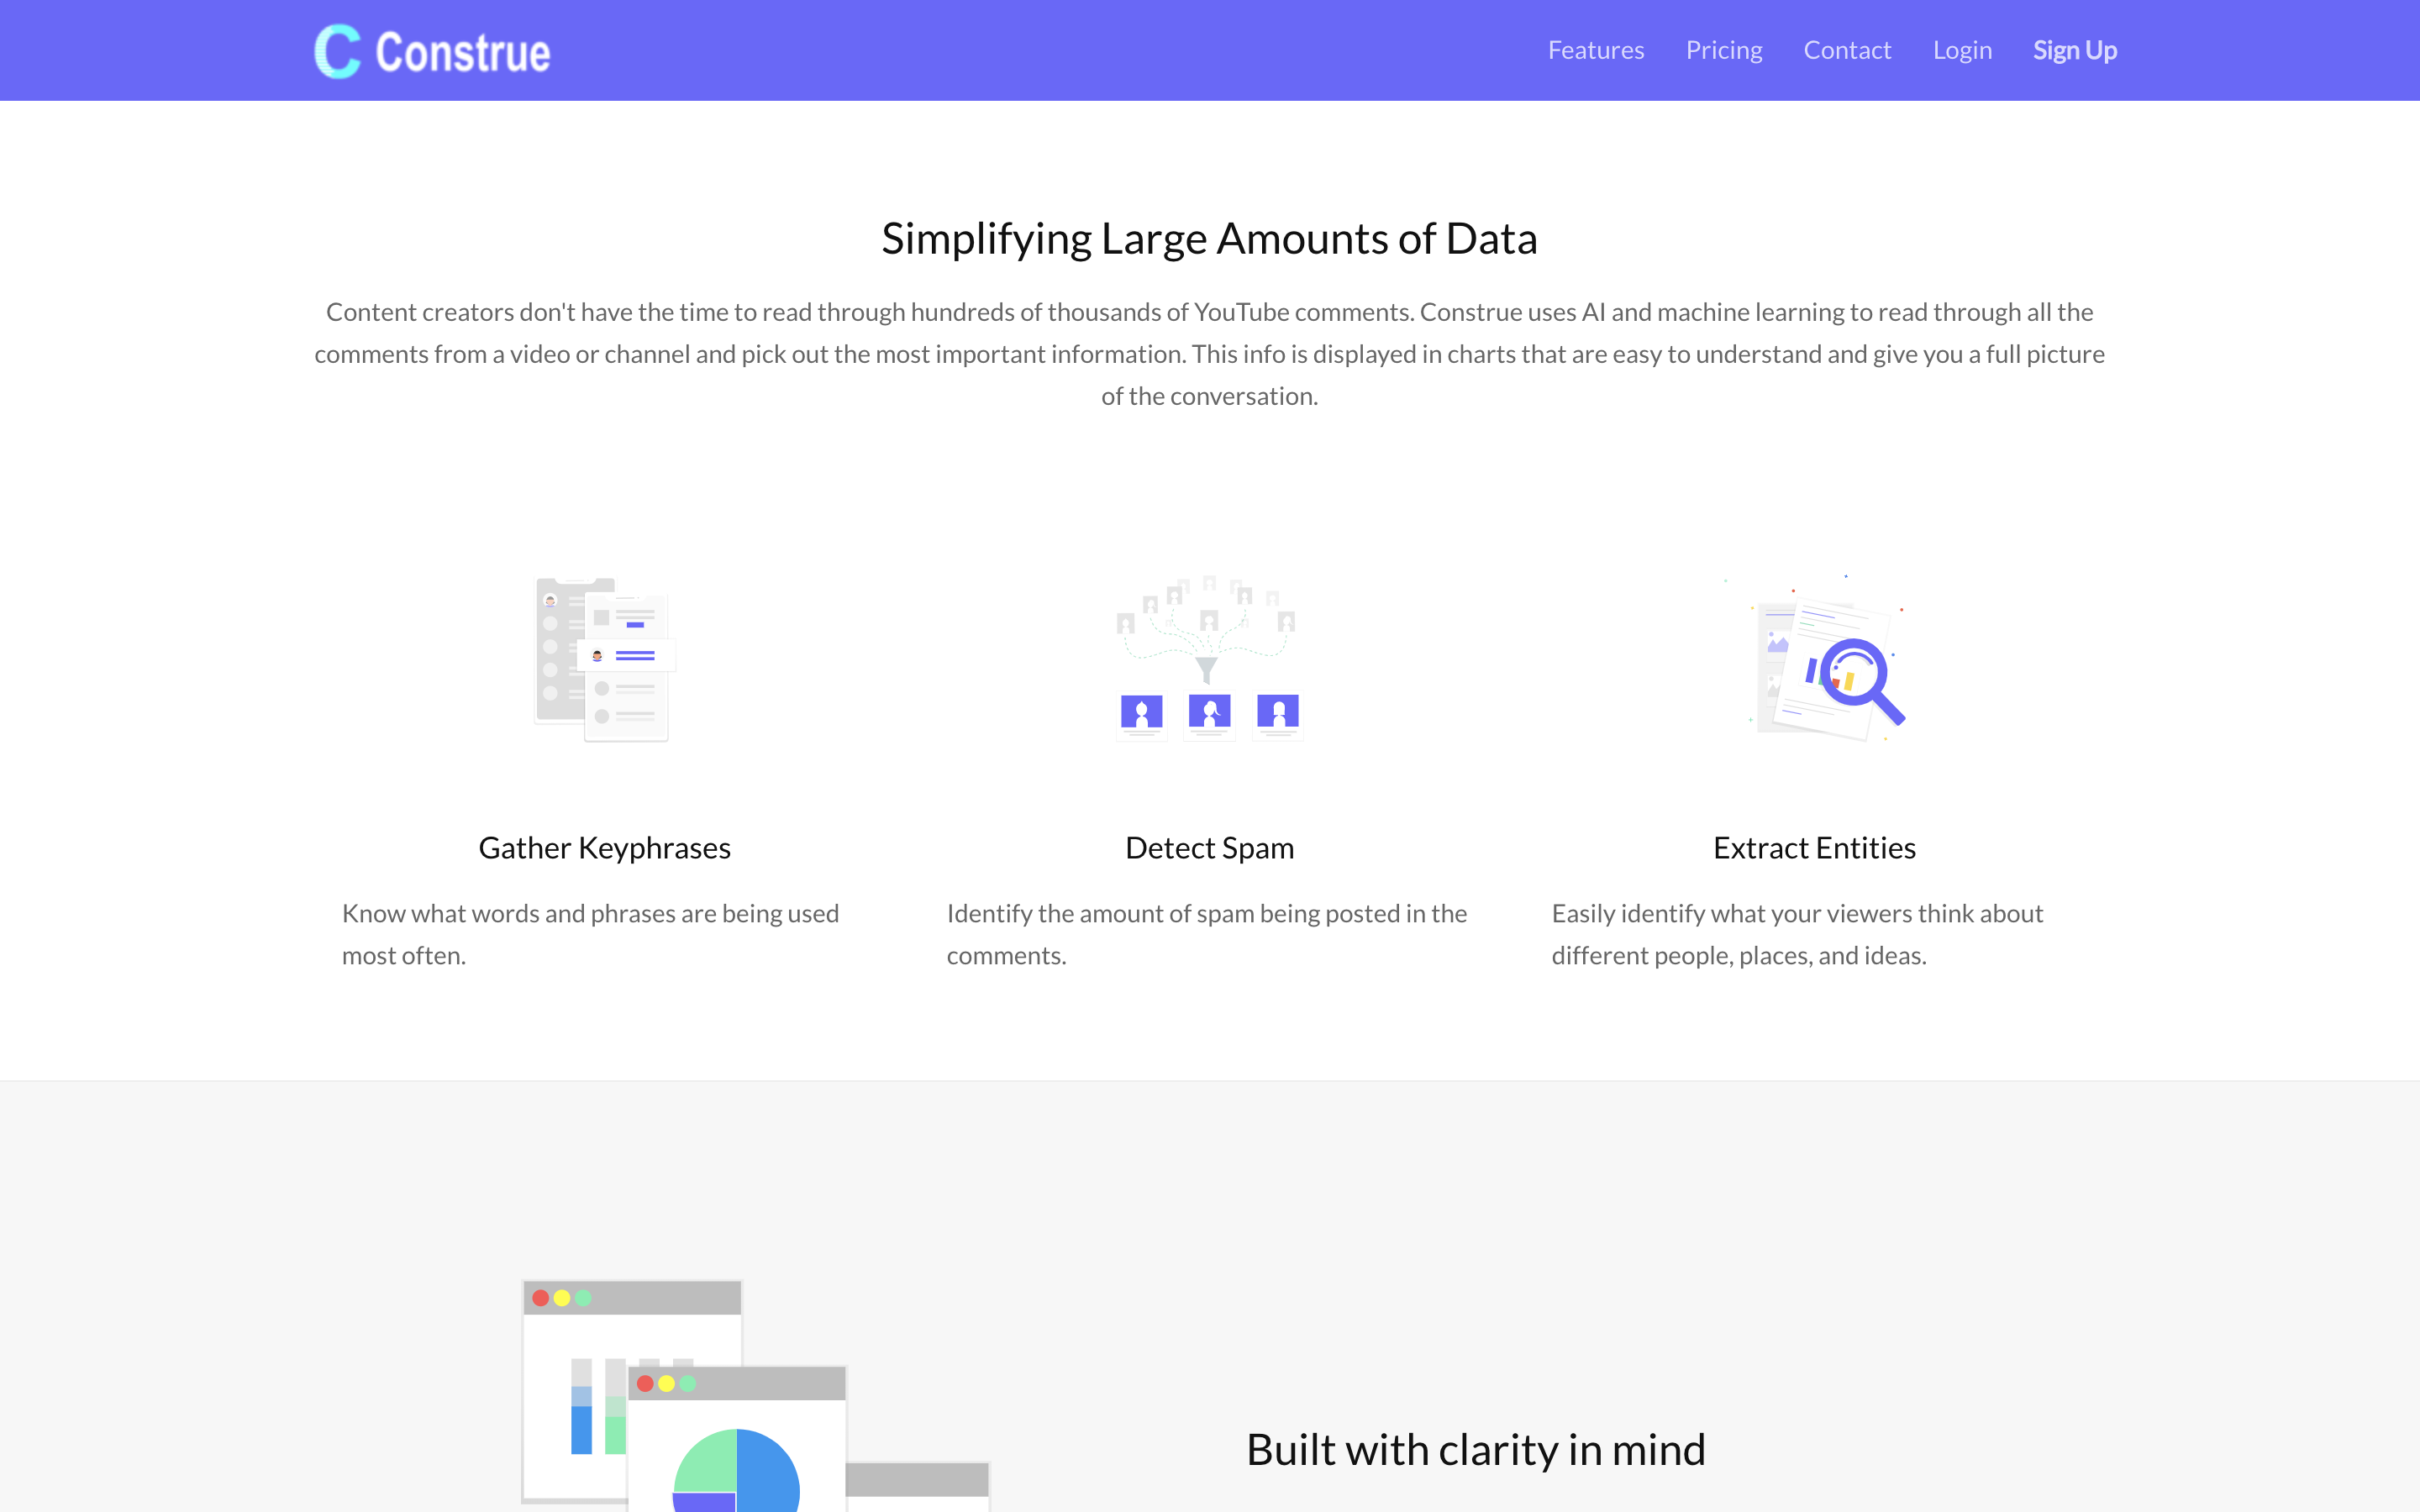 C Construe
Features Pricing Contact Login Sign Up
Simplifying Large Amounts of Data
Content creators don't have the time to read through hundreds of thousands of YouTube comments. Construe uses AI and machine learning to read through all the
comments from a video or channel and pick out the most important information. This info is displayed in charts that are easy to understand and give you a full picture
of the conversation.
Gather Keyphrases
Know what words and phrases are being used
most often.
Detect Spam
Identify the amount of spam being posted in the
comments.
Extract Entities
Easily identify what your viewers think about
different people, places, and ideas.
Built with clarity in mind